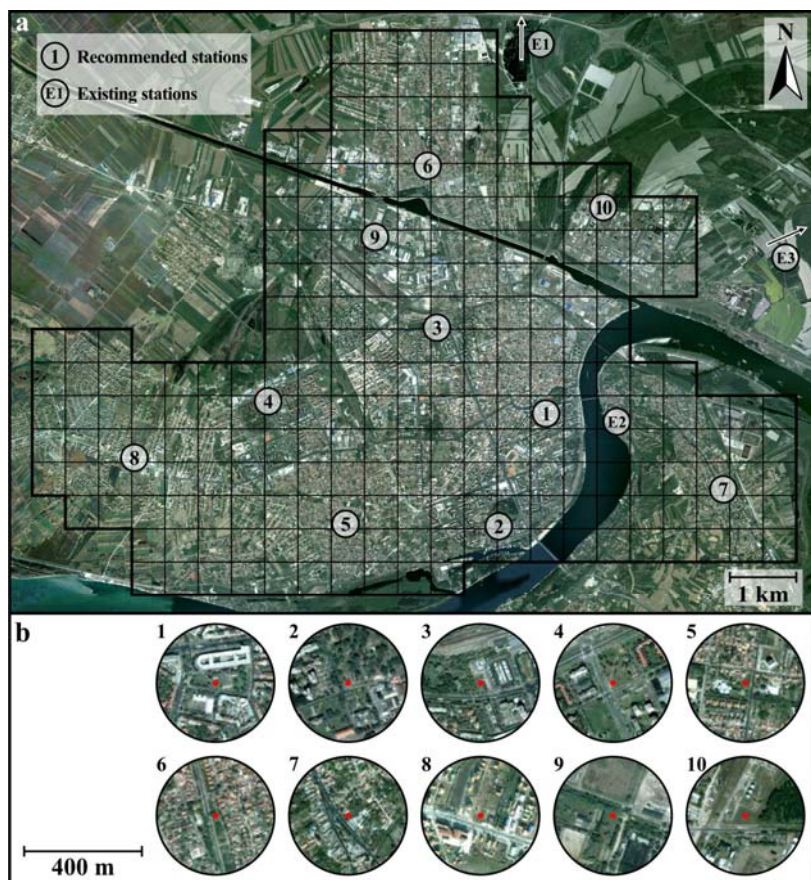 a
1 Recommended stations
E1 Existing stations
E1
N
6
10
9
E3
3
4
1
E2
8
7
5
2
1 km
b
1 2 3 4 5
6 7 8 9 10
400 m